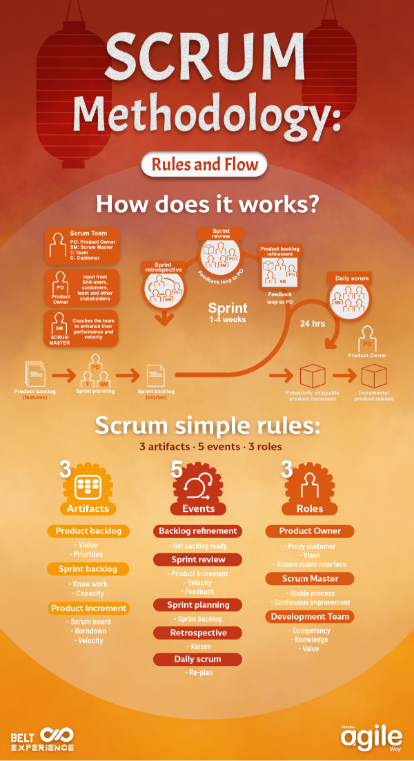 SCRUM
Methodology:
Rules and Flow
How does it works?
Scrum Team
PO: Product Owner
SM: Scrum Master
T: Team
C: Customer
PO
Product
Owner
Input from
End-users,
customers,
team and other
stakeholders
SM
SCRUM
MASTER
Coaches the team
to enhance their
performance and
velocity
Sprint
retrospective
Sprint
review
Feedback loop to PO
Product backlog
refinement
Feedback
loop to PO
Daily scrum
Sprint
1-4 weeks
24 hrs
PO
Product Owner
Product backlog
(features)
Sprint planning
Sprint backlog
(stories)
Potentially shippable
product increment
Incremental
product release
Scrum simple rules:
3 artifacts · 5 events · 3 roles
3
Artifacts
Product backlog
- Vision
- Priorities
Sprint backlog
- Know work
- Capacity
Product increment
- Scrum board
- Burndown
- Velocity
5
Events
Backlog refinement
- Get backlog ready
Sprint review
- Product Increment
- Velocity
- Feedback
Sprint planning
- Sprint backlog
Retrospective
- Kaizen
Daily scrum
- Re-plan
3
Roles
Product Owner
- Proxy customer
- Vision
- Known stable interface
Scrum Master
- Stable process
- Continuous improvement
Development Team
- Competency
- Knowledge
- Value
BELT
EXPERIENCE
agile
Way